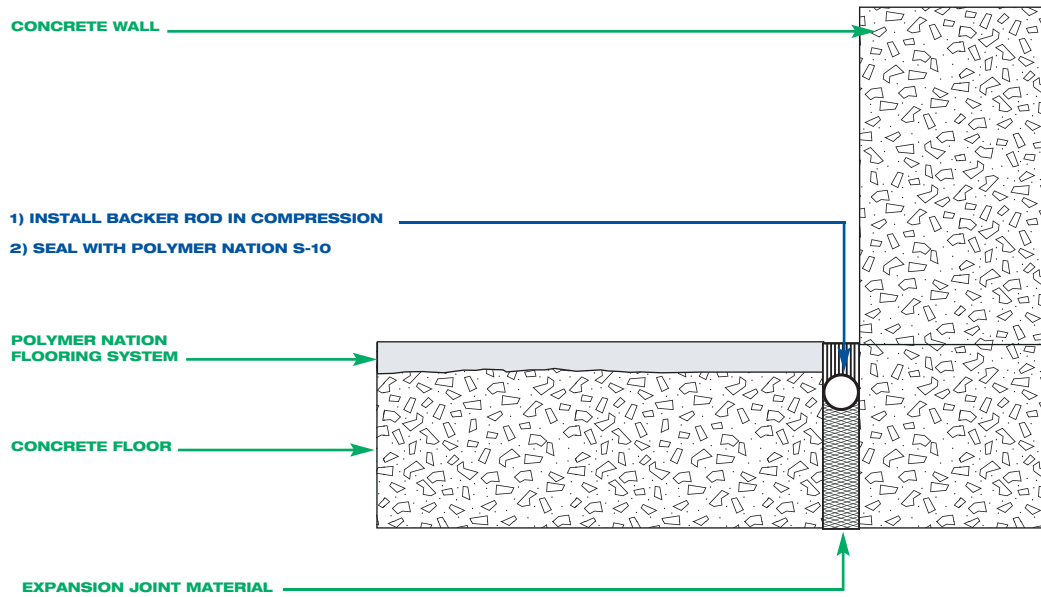 CONCRETE WALL
1) INSTALL BACKER ROD IN COMPRESSION
2) SEAL WITH POLYMER NATION S-10
POLYMER NATION
FLOORING SYSTEM
CONCRETE FLOOR
EXPANSION JOINT MATERIAL